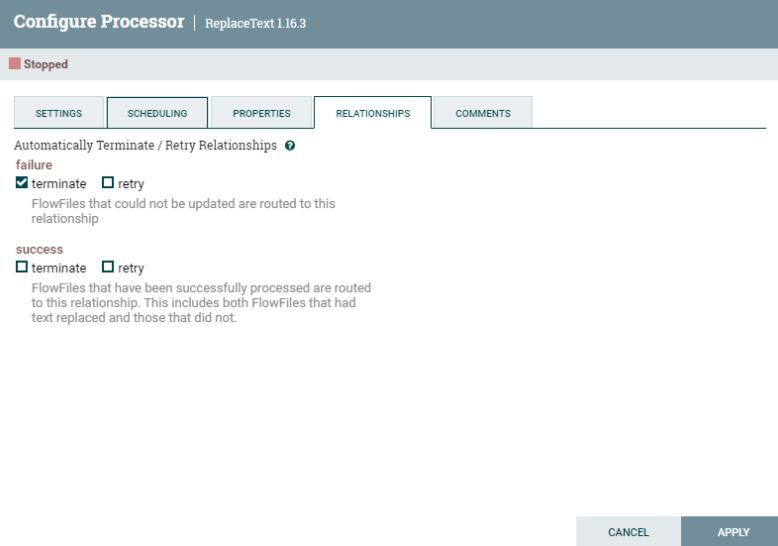 Configure Processor | ReplaceText 1.16.3
Stopped
SETTINGS SCHEDULING PROPERTIES RELATIONSHIPS COMMENTS
Automatically Terminate / Retry Relationships ?
failure
terminate retry
FlowFiles that could not be updated are routed to this
relationship
success
terminate retry
FlowFiles that have been successfully processed are routed
to this relationship. This includes both FlowFiles that had
text replaced and those that did not.
CANCEL APPLY